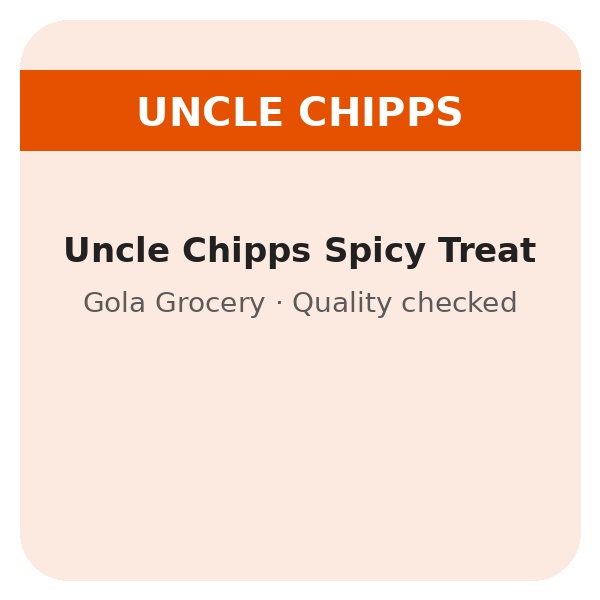 UNCLE CHIPPS
Uncle Chipps Spicy Treat
Gola Grocery · Quality checked